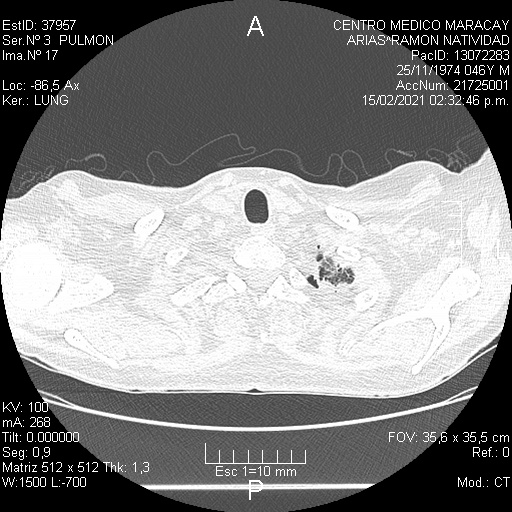 EstID: 37957
Ser.Nº 3 PULMON
Ima.Nº 17
Loc: -86,5 Ax
Ker.: LUNG
A
CENTRO MEDICO MARACAY
ARIAS^RAMON NATIVIDAD
PacID: 13072283
25/11/1974 046Y M
AccNum: 21725001
15/02/2021 02:32:46 p.m.
KV: 100
mA: 268
Tilt: 0.000000
Seg: 0,9
Matriz 512 x 512 Thk: 1,3
W:1500 L:-700
Esc 1=10 mm
P
FOV: 35,6 x 35,5 cm
Ref.: 0
Mod.: CT